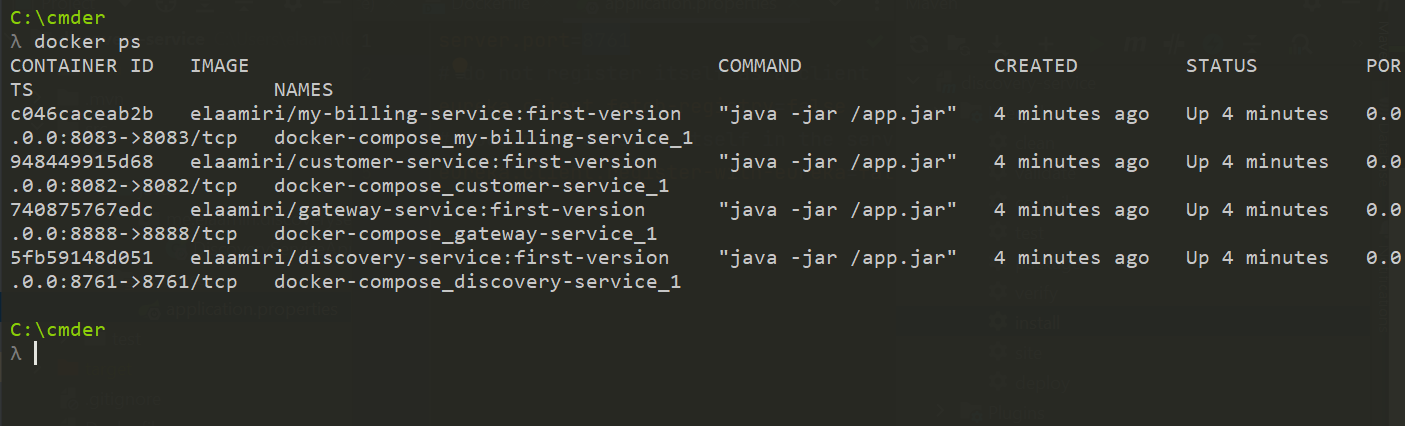 C:\cmder
λ docker ps
CONTAINER ID   IMAGE                                       COMMAND                CREATED         STATUS         POR
TS                    NAMES
c046caceab2b   elaamiri/my-billing-service:first-version   "java -jar /app.jar"   4 minutes ago   Up 4 minutes   0.0
.0.0:8083->8083/tcp   docker-compose_my-billing-service_1
948449915d68   elaamiri/customer-service:first-version     "java -jar /app.jar"   4 minutes ago   Up 4 minutes   0.0
.0.0:8082->8082/tcp   docker-compose_customer-service_1
740875767edc   elaamiri/gateway-service:first-version      "java -jar /app.jar"   4 minutes ago   Up 4 minutes   0.0
.0.0:8888->8888/tcp   docker-compose_gateway-service_1
5fb59148d051   elaamiri/discovery-service:first-version    "java -jar /app.jar"   4 minutes ago   Up 4 minutes   0.0
.0.0:8761->8761/tcp   docker-compose_discovery-service_1
application.properties
install
C:\cmder
λ